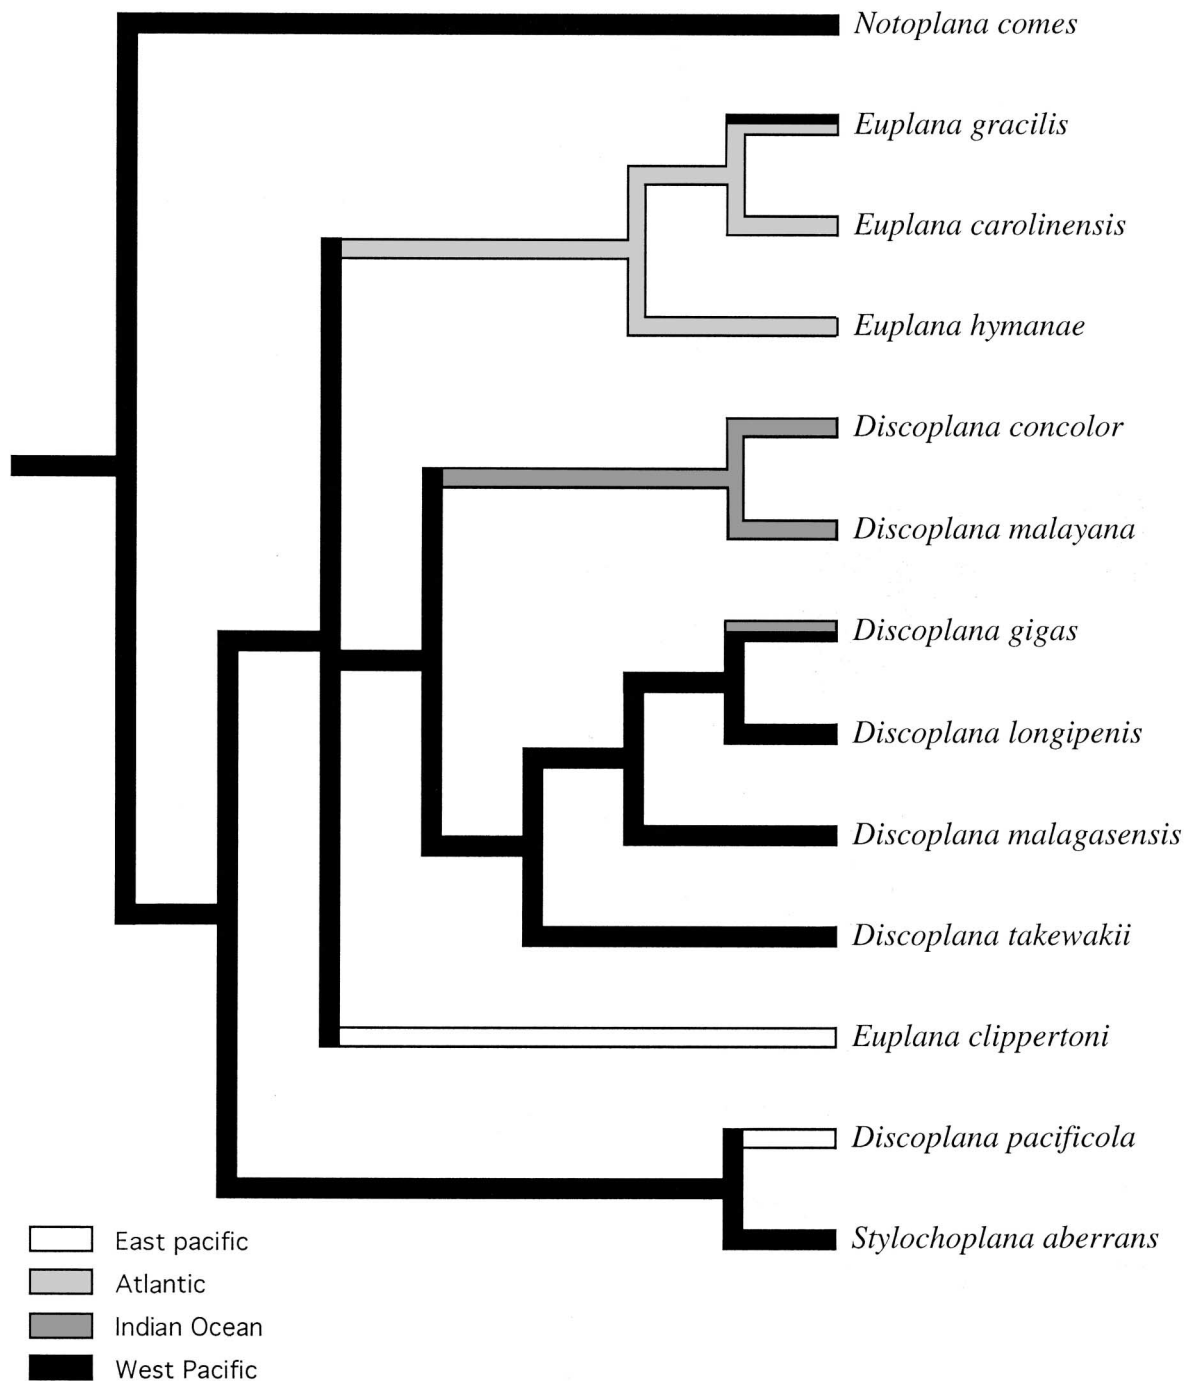 Notoplana comes
Euplana gracilis
Euplana carolinensis
Euplana hymanae
Discoplana concolor
Discoplana malayana
Discoplana gigas
Discoplana longipenis
Discoplana malagasensis
Discoplana takewakii
Euplana clippertoni
Discoplana pacificola
Stylochoplana aberrans
East pacific
Atlantic
Indian Ocean
West Pacific